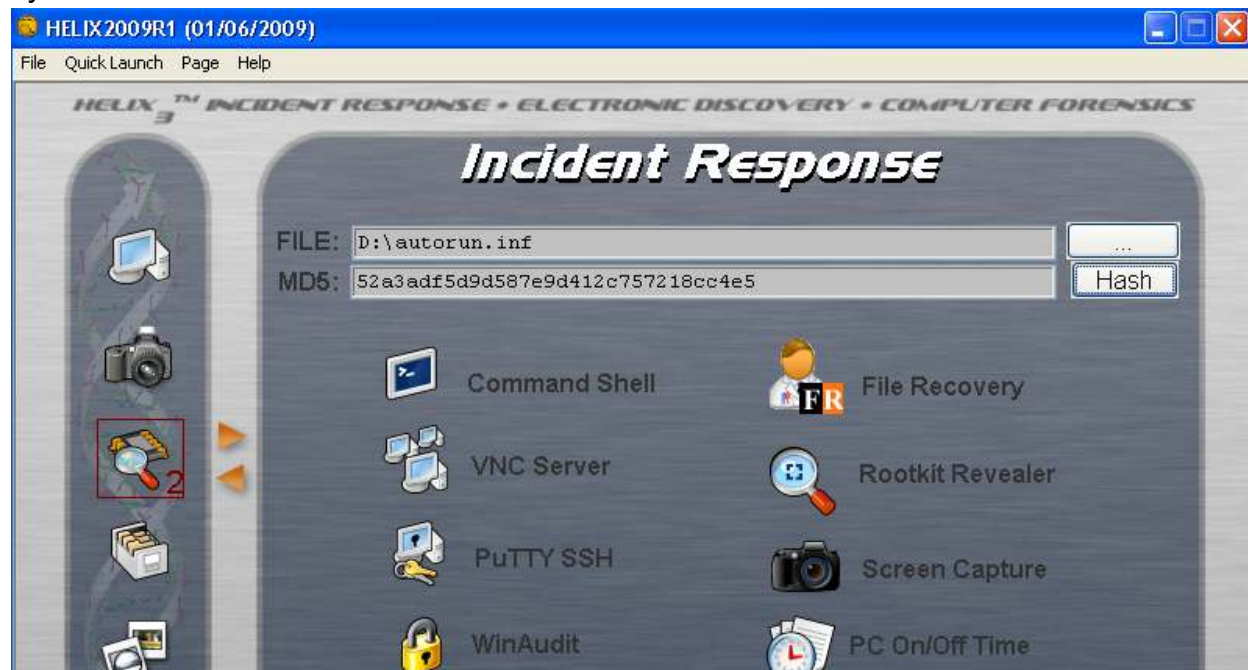 HELIX2009R1 (01/06/2009)
File Quick Launch Page Help
HELIX3™ INCIDENT RESPONSE • ELECTRONIC DISCOVERY • COMPUTER FORENSICS
Incident Response
FILE: D:\autorun.inf ...
MD5: 52a3adf5d9d587e9d412c757218cc4e5 Hash
Command Shell
FR File Recovery
VNC Server
Rootkit Revealer
2
PuTTY SSH
Screen Capture
WinAudit
PC On/Off Time